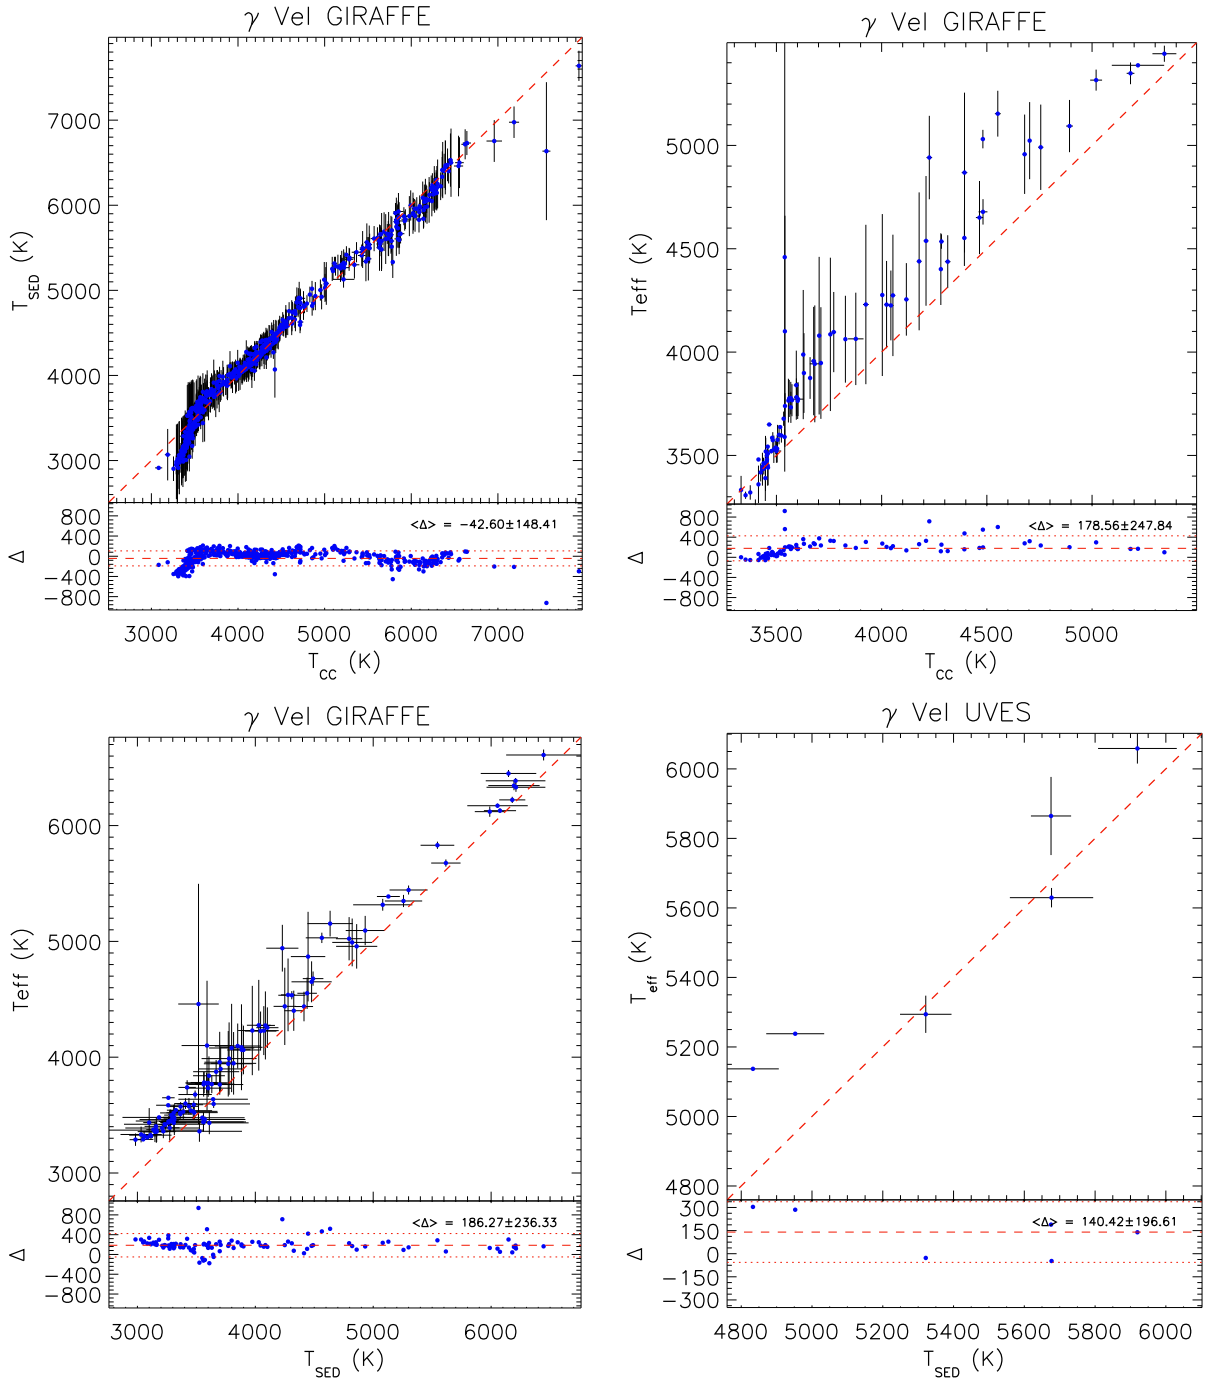 γ Vel GIRAFFE
7000
6000
5000
4000
3000
T_SED (K)
800
400
0
−400
−800
Δ
<Δ> = −42.60±148.41
3000 4000 5000 6000 7000
T_CC (K)
γ Vel GIRAFFE
5000
4500
4000
3500
Teff (K)
800
400
0
−400
−800
Δ
<Δ> = 178.56±247.84
3500 4000 4500 5000
T_CC (K)
γ Vel GIRAFFE
6000
5000
4000
3000
Teff (K)
800
400
0
−400
−800
Δ
<Δ> = 186.27±236.33
3000 4000 5000 6000
T_SED (K)
γ Vel UVES
6000
5800
5600
5400
5200
5000
4800
T_eff (K)
300
150
0
−150
−300
Δ
<Δ> = 140.42±196.61
4800 5000 5200 5400 5600 5800 6000
T_SED (K)